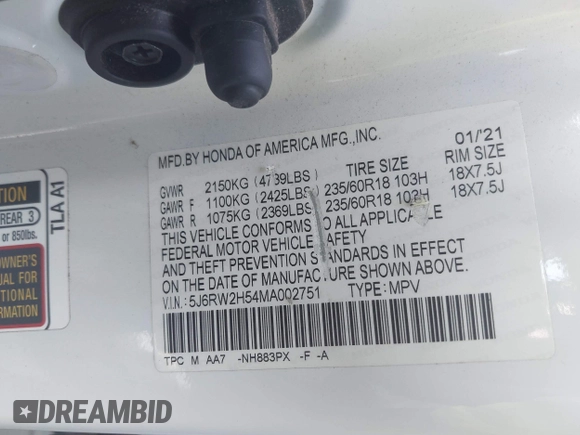 MFD.BY HONDA OF AMERICA MFG.,INC. 01/'21
GVWR 2150KG (4739LBS) TIRE SIZE RIM SIZE
GAWR F 1100KG (2425LBS) 235/60R18 103H 18X7.5J
GAWR R 1075KG (2369LBS) 235/60R18 103H 18X7.5J
THIS VEHICLE CONFORMS TO ALL APPLICABLE
FEDERAL MOTOR VEHICLE SAFETY
AND THEFT PREVENTION STANDARDS IN EFFECT
ON THE DATE OF MANUFACTURE SHOWN ABOVE.
V.I.N.: 5J6RW2H54MA002751 TYPE: MPV
TPC M AA7 -NH883PX -F -A
TION
REAR 3
or 850lbs.
OWNER'S
NUAL FOR
ITIONAL
ORMATION
TLA A1
DREAMBID